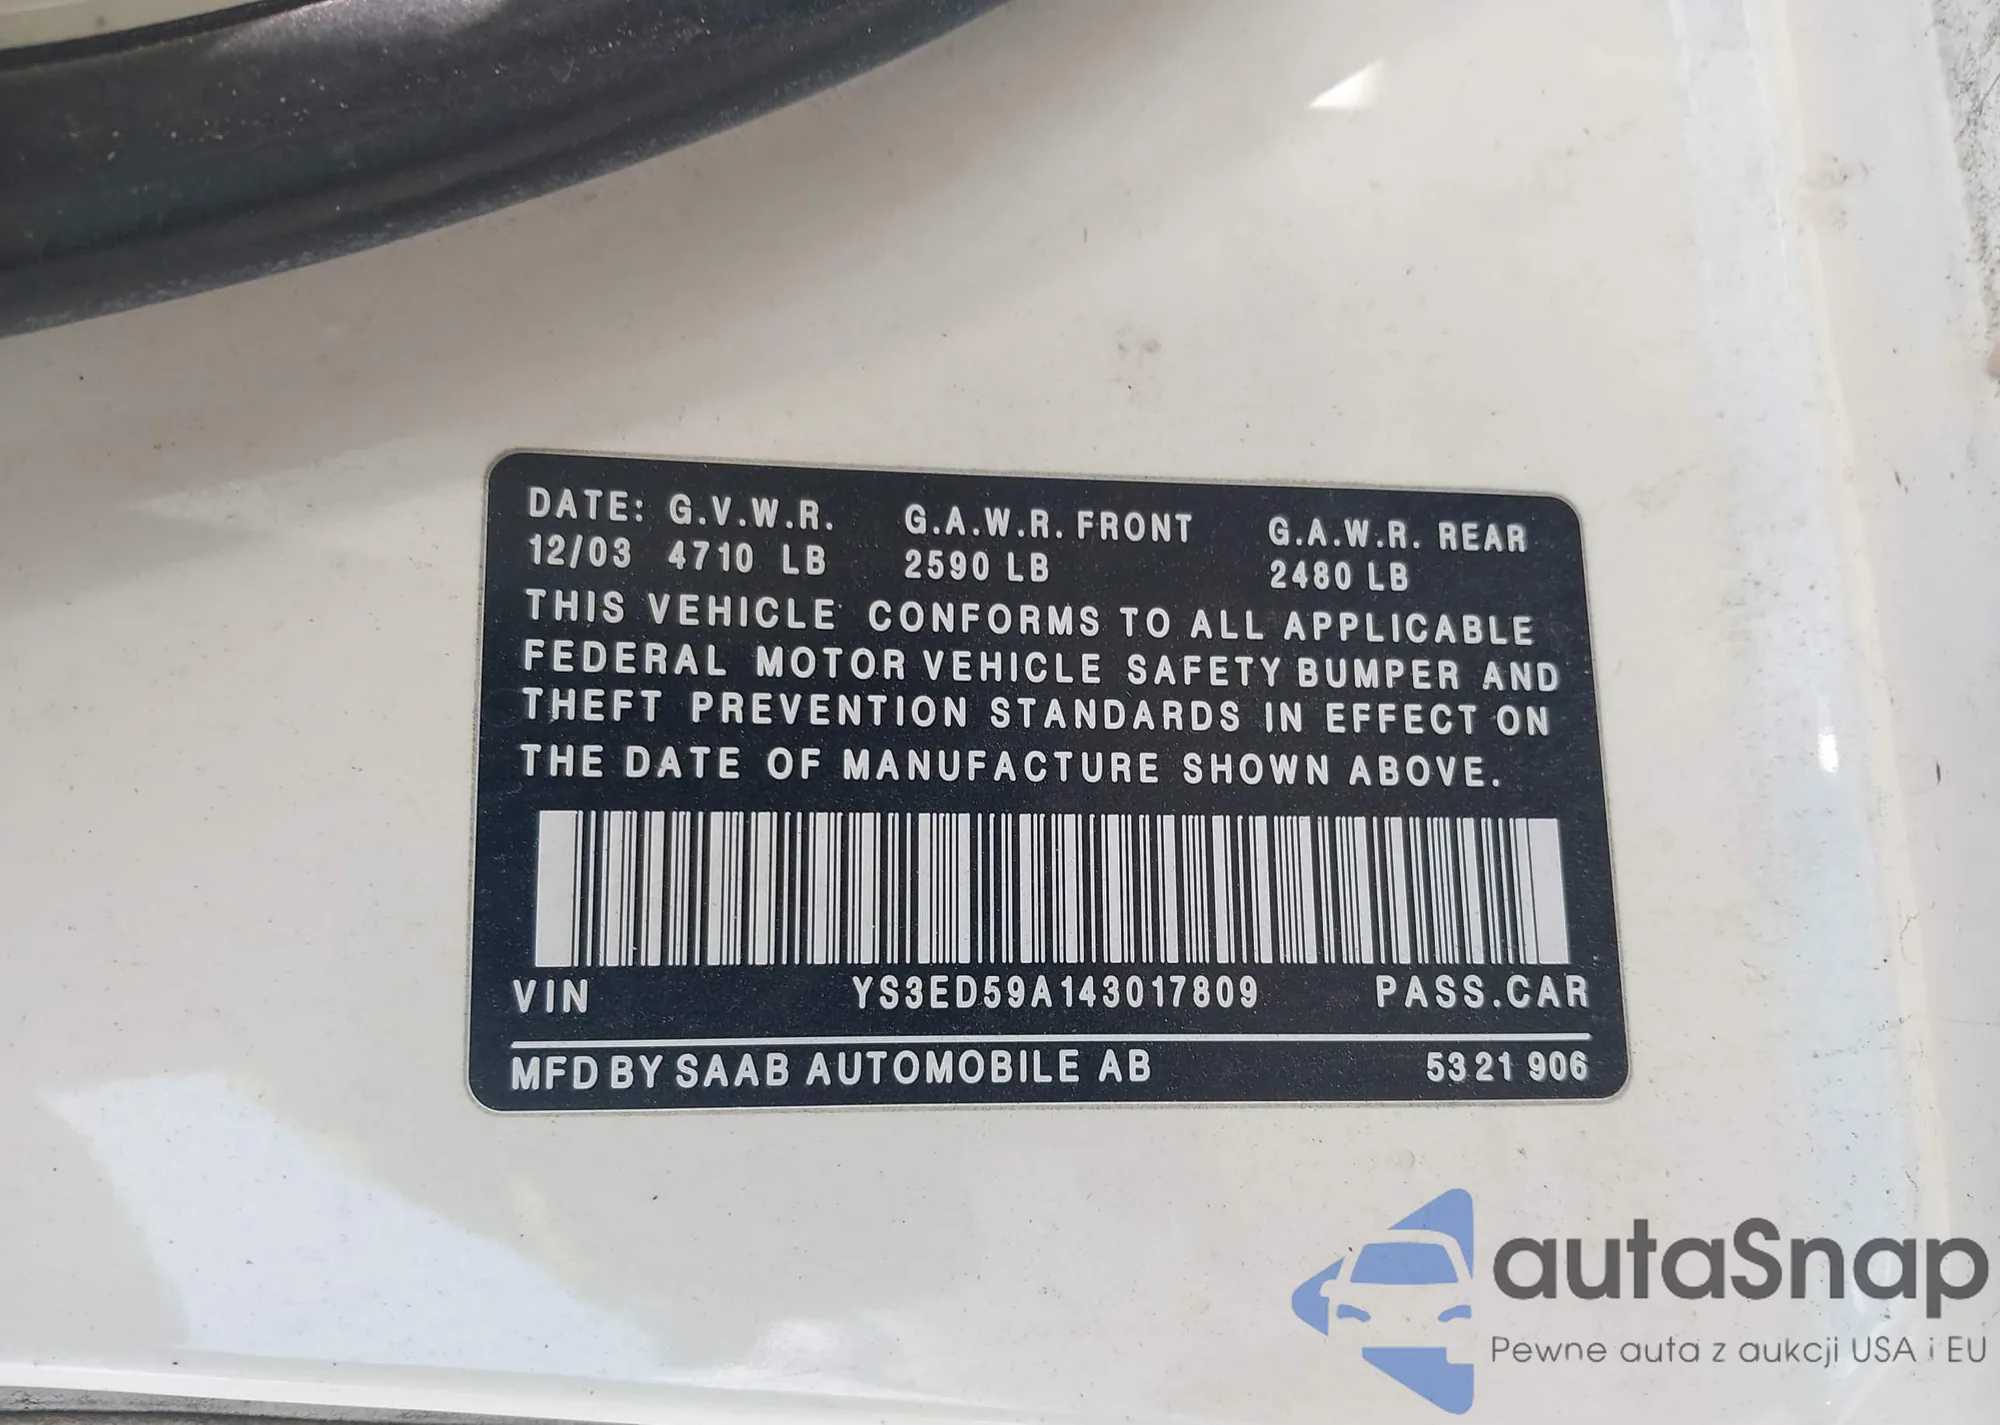 DATE: G.V.W.R. G.A.W.R. FRONT G.A.W.R. REAR
12/03 4710 LB 2590 LB 2480 LB
THIS VEHICLE CONFORMS TO ALL APPLICABLE
FEDERAL MOTOR VEHICLE SAFETY BUMPER AND
THEFT PREVENTION STANDARDS IN EFFECT ON
THE DATE OF MANUFACTURE SHOWN ABOVE.
VIN YS3ED59A143017809 PASS.CAR
MFD BY SAAB AUTOMOBILE AB 53 21 906
autaSnap
Pewne auta z aukcji USA i EU